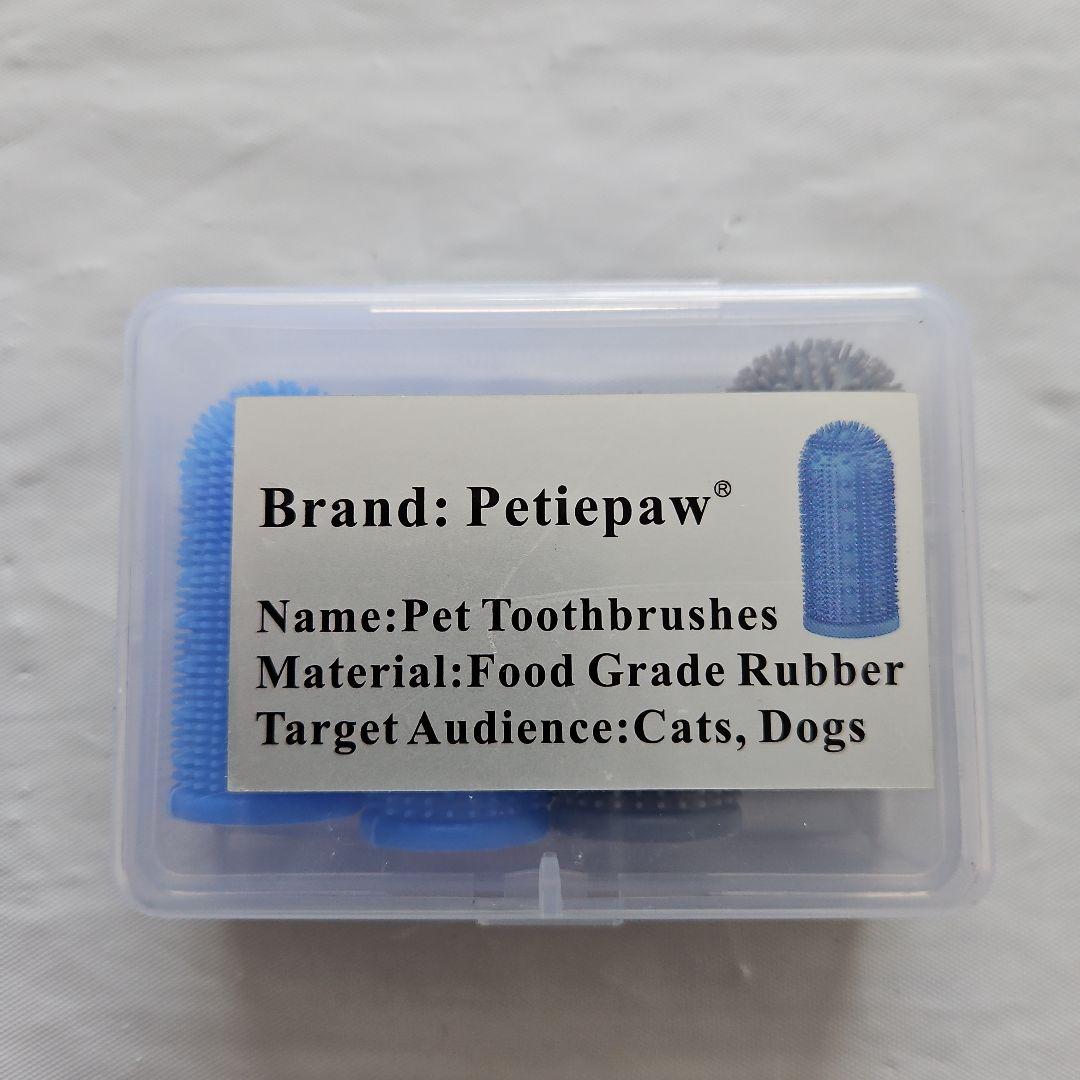 Brand: Petiepaw®
Name:Pet Toothbrushes
Material:Food Grade Rubber
Target Audience:Cats, Dogs